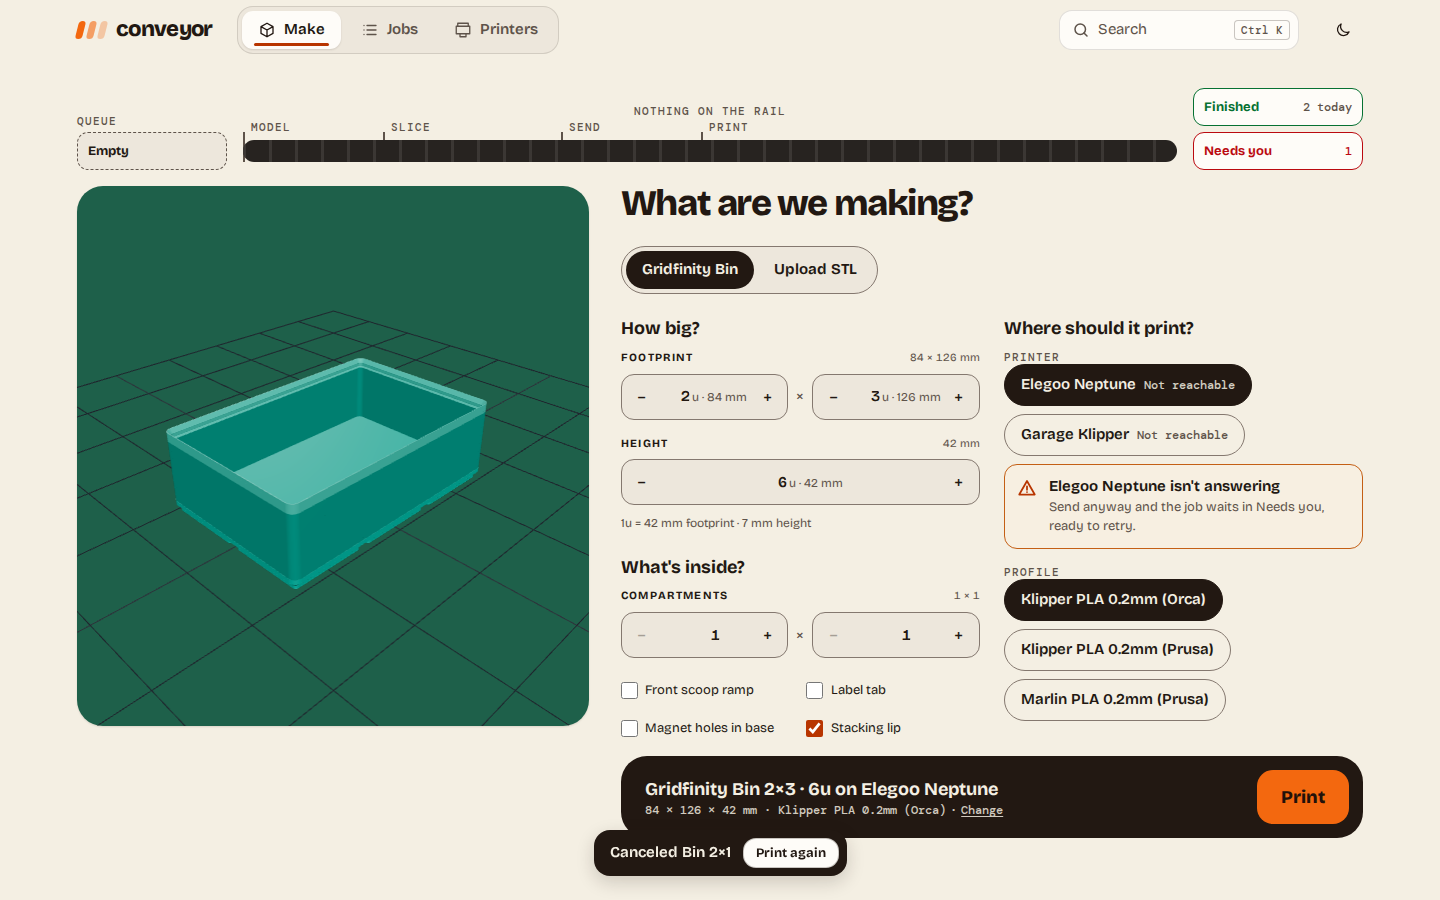 conveyor
Make
Jobs
Printers
Search
Ctrl K
QUEUE
Empty
NOTHING ON THE RAIL
MODEL
SLICE
SEND
PRINT
Finished 2 today
Needs you 1
What are we making?
Gridfinity Bin
Upload STL
How big?
FOOTPRINT 84 × 126 mm
− 2 u · 84 mm + × − 3 u · 126 mm +
HEIGHT 42 mm
− 6 u · 42 mm +
1u = 42 mm footprint · 7 mm height
What's inside?
COMPARTMENTS 1 × 1
− 1 + × − 1 +
Front scoop ramp
Label tab
Magnet holes in base
Stacking lip
Where should it print?
PRINTER
Elegoo Neptune Not reachable
Garage Klipper Not reachable
Elegoo Neptune isn't answering
Send anyway and the job waits in Needs you,
ready to retry.
PROFILE
Klipper PLA 0.2mm (Orca)
Klipper PLA 0.2mm (Prusa)
Marlin PLA 0.2mm (Prusa)
Gridfinity Bin 2×3 · 6u on Elegoo Neptune
84 × 126 × 42 mm · Klipper PLA 0.2mm (Orca) · Change
Print
Canceled Bin 2×1
Print again